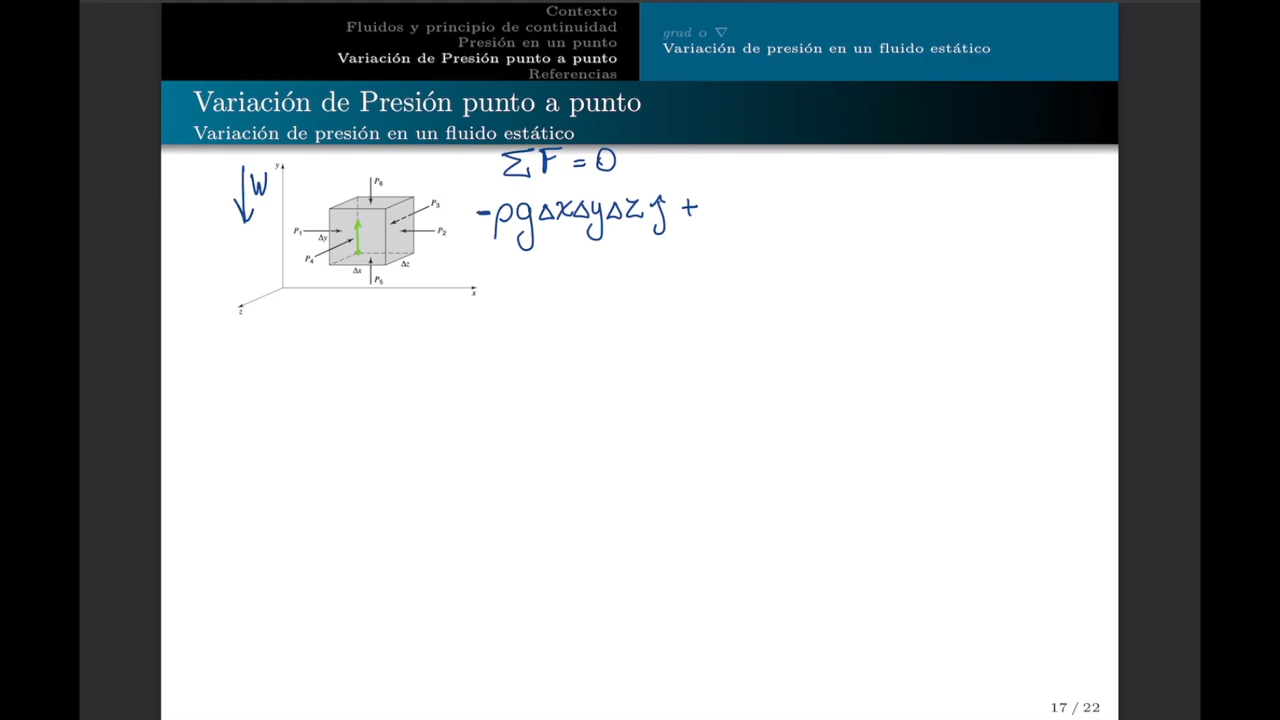 Contexto
Fluidos y principio de continuidad
Presión en un punto
Variación de Presión punto a punto
Referencias
grad o ∇
Variación de presión en un fluido estático
Variación de Presión punto a punto
Variación de presión en un fluido estático
ΣF = 0
W
y
P₆
P₃
-ρgΔxΔyΔz ĵ +
P₁
P₂
Δy
P₄
Δz
Δx
P₅
x
z
17 / 22